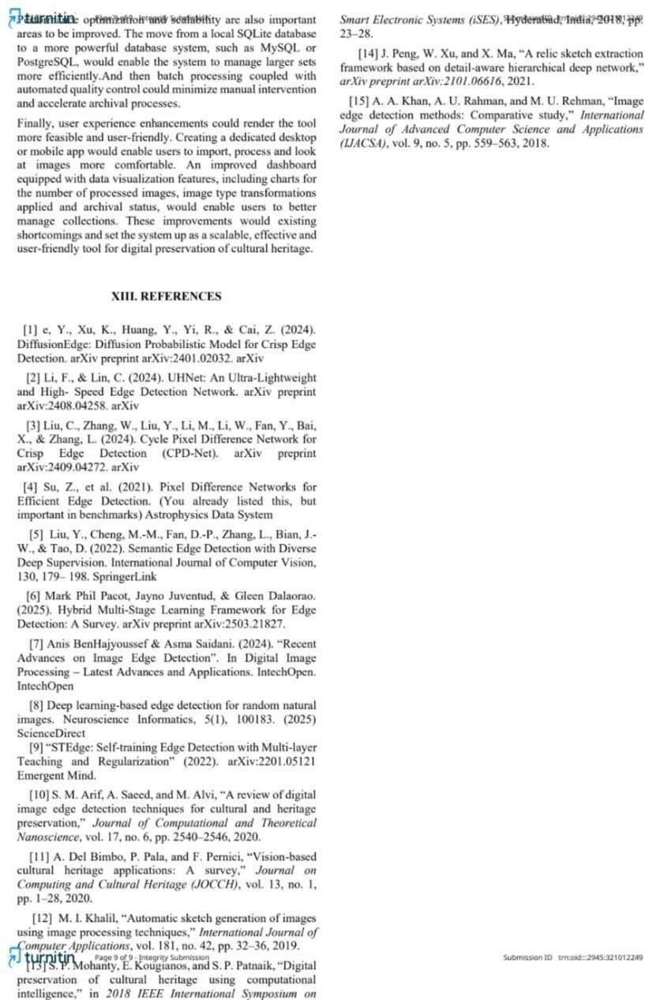 turnitin Page 9 of 9 - Integrity Submission Submission ID trn:oid:::2945:321012249
optimization and scalability are also important
areas to be improved. The move from a local SQLite database
to a more powerful database system, such as MySQL or
PostgreSQL, would enable the system to manage larger sets
more efficiently.And then batch processing coupled with
automated quality control could minimize manual intervention
and accelerate archival processes.
Finally, user experience enhancements could render the tool
more feasible and user-friendly. Creating a dedicated desktop
or mobile app would enable users to import, process and look
at images more comfortable. An improved dashboard
equipped with data visualization features, including charts for
the number of processed images, image type transformations
applied and archival status, would enable users to better
manage collections. These improvements would existing
shortcomings and set the system up as a scalable, effective and
user-friendly tool for digital preservation of cultural heritage.
XIII. REFERENCES
[1] e, Y., Xu, K., Huang, Y., Yi, R., & Cai, Z. (2024).
DiffusionEdge: Diffusion Probabilistic Model for Crisp Edge
Detection. arXiv preprint arXiv:2401.02032. arXiv
[2] Li, F., & Lin, C. (2024). UHNet: An Ultra-Lightweight
and High- Speed Edge Detection Network. arXiv preprint
arXiv:2408.04258. arXiv
[3] Liu, C., Zhang, W., Liu, Y., Li, M., Li, W., Fan, Y., Bai,
X., & Zhang, L. (2024). Cycle Pixel Difference Network for
Crisp Edge Detection (CPD-Net). arXiv preprint
arXiv:2409.04272. arXiv
[4] Su, Z., et al. (2021). Pixel Difference Networks for
Efficient Edge Detection. (You already listed this, but
important in benchmarks) Astrophysics Data System
[5] Liu, Y., Cheng, M.-M., Fan, D.-P., Zhang, L., Bian, J.-
W., & Tao, D. (2022). Semantic Edge Detection with Diverse
Deep Supervision. International Journal of Computer Vision,
130, 179– 198. SpringerLink
[6] Mark Phil Pacot, Jayno Juventud, & Gleen Dalaorao.
(2025). Hybrid Multi-Stage Learning Framework for Edge
Detection: A Survey. arXiv preprint arXiv:2503.21827.
[7] Anis BenHajyoussef & Asma Saidani. (2024). “Recent
Advances on Image Edge Detection”. In Digital Image
Processing – Latest Advances and Applications. IntechOpen.
IntechOpen
[8] Deep learning-based edge detection for random natural
images. Neuroscience Informatics, 5(1), 100183. (2025)
ScienceDirect
[9] “STEdge: Self-training Edge Detection with Multi-layer
Teaching and Regularization” (2022). arXiv:2201.05121
Emergent Mind.
[10] S. M. Arif, A. Saeed, and M. Alvi, “A review of digital
image edge detection techniques for cultural and heritage
preservation,” Journal of Computational and Theoretical
Nanoscience, vol. 17, no. 6, pp. 2540–2546, 2020.
[11] A. Del Bimbo, P. Pala, and F. Pernici, “Vision-based
cultural heritage applications: A survey,” Journal on
Computing and Cultural Heritage (JOCCH), vol. 13, no. 1,
pp. 1–28, 2020.
[12] M. I. Khalil, “Automatic sketch generation of images
using image processing techniques,” International Journal of
Computer Applications, vol. 181, no. 42, pp. 32–36, 2019.
[13] S. P. Mohanty, E. Kougianos, and S. P. Patnaik, “Digital
preservation of cultural heritage using computational
intelligence,” in 2018 IEEE International Symposium on
Smart Electronic Systems (iSES), Hyderabad, India, 2018, pp.
23–28.
[14] J. Peng, W. Xu, and X. Ma, “A relic sketch extraction
framework based on detail-aware hierarchical deep network,”
arXiv preprint arXiv:2101.06616, 2021.
[15] A. A. Khan, A. U. Rahman, and M. U. Rehman, “Image
edge detection methods: Comparative study,” International
Journal of Advanced Computer Science and Applications
(IJACSA), vol. 9, no. 5, pp. 559–563, 2018.
turnitin Page 9 of 9 - Integrity Submission Submission ID trn:oid:::2945:321012249